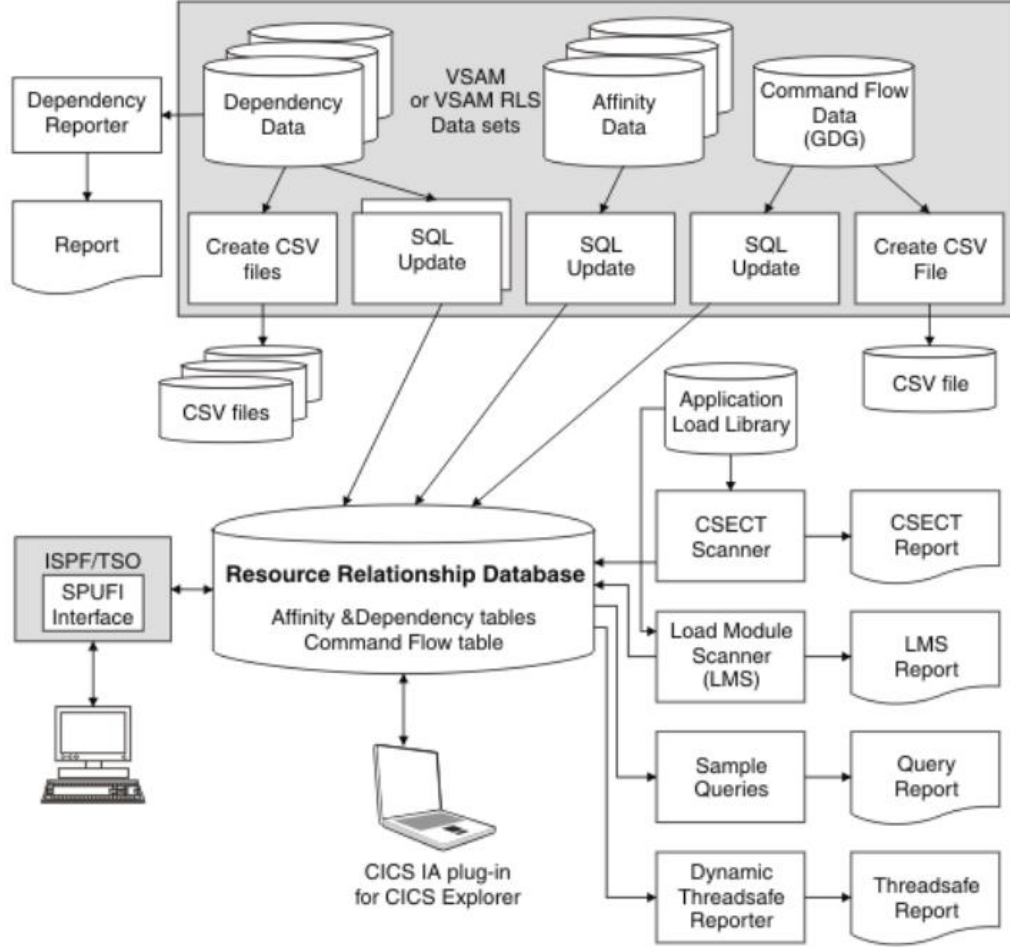 Dependency
Data
VSAM
or VSAM RLS
Data sets
Affinity
Data
Command Flow
Data
(GDG)
Dependency
Reporter
Report
Create CSV
files
SQL
Update
SQL
Update
SQL
Update
Create CSV
File
CSV files
CSV file
Application
Load Library
CSECT
Scanner
CSECT
Report
ISPF/TSO
SPUFI
Interface
Resource Relationship Database
Affinity &Dependency tables
Command Flow table
Load Module
Scanner
(LMS)
LMS
Report
Sample
Queries
Query
Report
CICS IA plug-in
for CICS Explorer
Dynamic
Threadsafe
Reporter
Threadsafe
Report